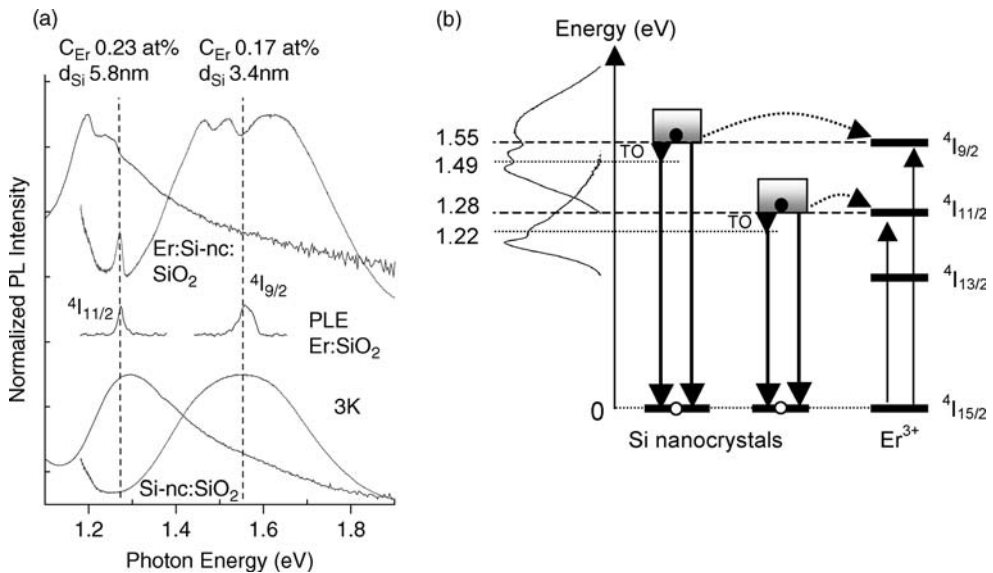 (a)
C_Er 0.23 at% C_Er 0.17 at%
d_Si 5.8nm d_Si 3.4nm
Er:Si-nc:
SiO₂
⁴I₁₁/₂
⁴I₉/₂
PLE
Er:SiO₂
3K
Si-nc:SiO₂
Normalized PL Intensity
1.2 1.4 1.6 1.8
Photon Energy (eV)
(b)
Energy (eV)
1.55
1.49
1.28
1.22
0
TO
TO
⁴I₉/₂
⁴I₁₁/₂
⁴I₁₃/₂
⁴I₁₅/₂
Si nanocrystals
Er³⁺